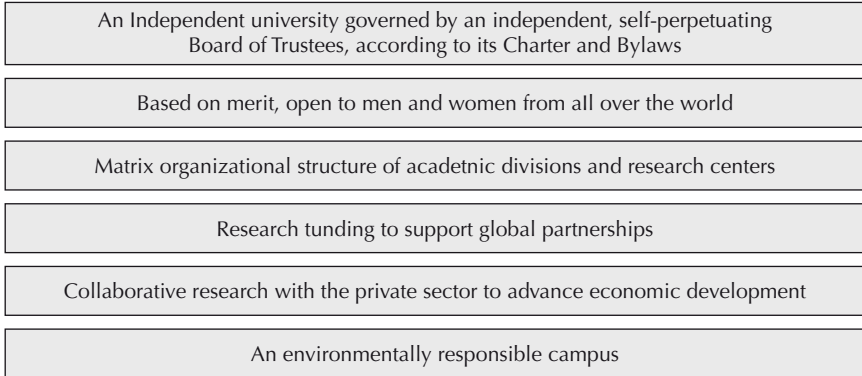 An Independent university governed by an independent, self-perpetuating
Board of Trustees, according to its Charter and Bylaws
Based on merit, open to men and women from all over the world
Matrix organizational structure of acadetnic divisions and research centers
Research tunding to support global partnerships
Collaborative research with the private sector to advance economic development
An environmentally responsible campus